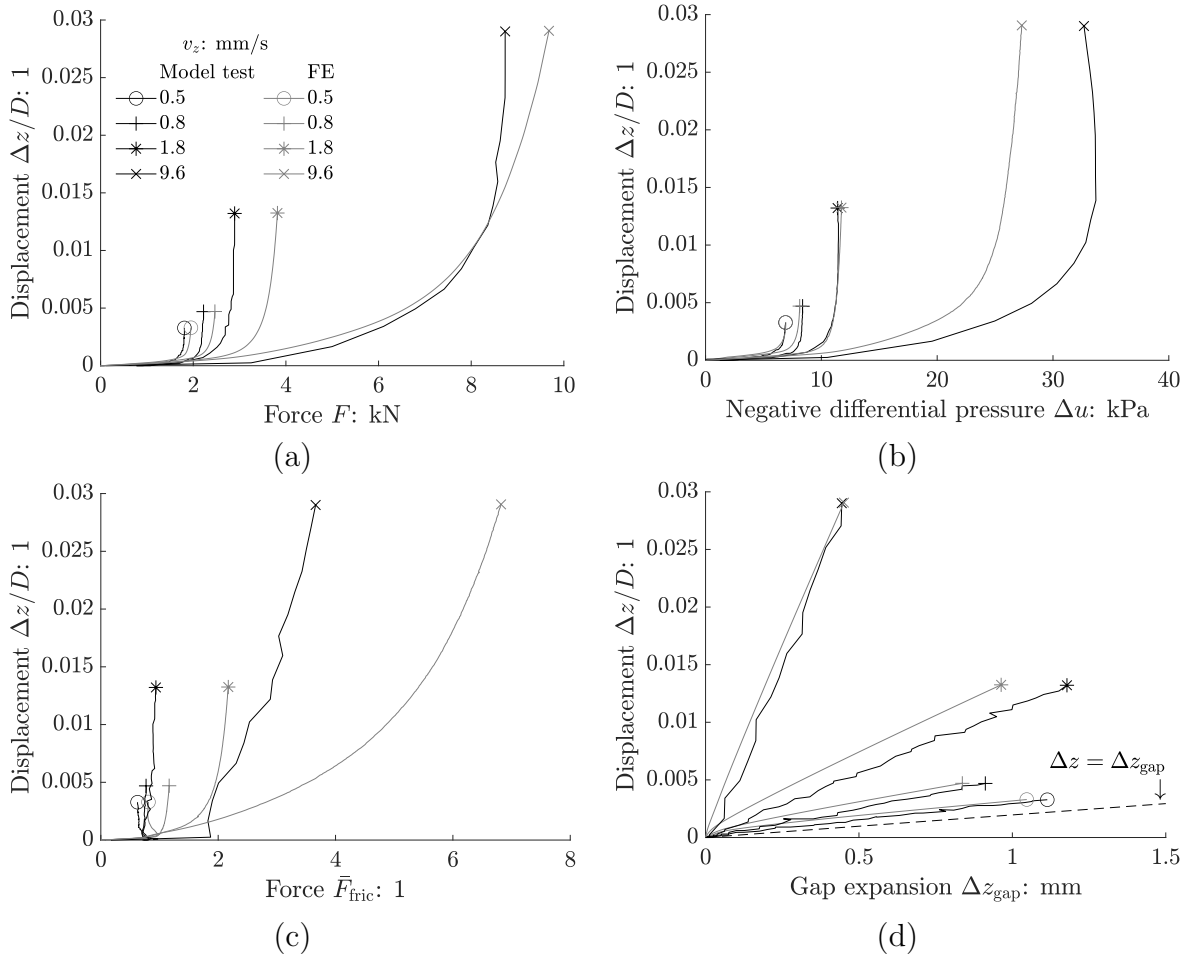 0.03
0.025
0.02
0.015
0.01
0.005
0
Displacement Δz/D: 1
v_z: mm/s
Model test FE
0.5 0.5
0.8 0.8
1.8 1.8
9.6 9.6
0 2 4 6 8 10
Force F: kN
(a)
0.03
0.025
0.02
0.015
0.01
0.005
0
Displacement Δz/D: 1
0 10 20 30 40
Negative differential pressure Δu: kPa
(b)
0.03
0.025
0.02
0.015
0.01
0.005
0
Displacement Δz/D: 1
0 2 4 6 8
Force F̄_fric: 1
(c)
0.03
0.025
0.02
0.015
0.01
0.005
0
Displacement Δz/D: 1
Δz = Δz_gap
0 0.5 1 1.5
Gap expansion Δz_gap: mm
(d)